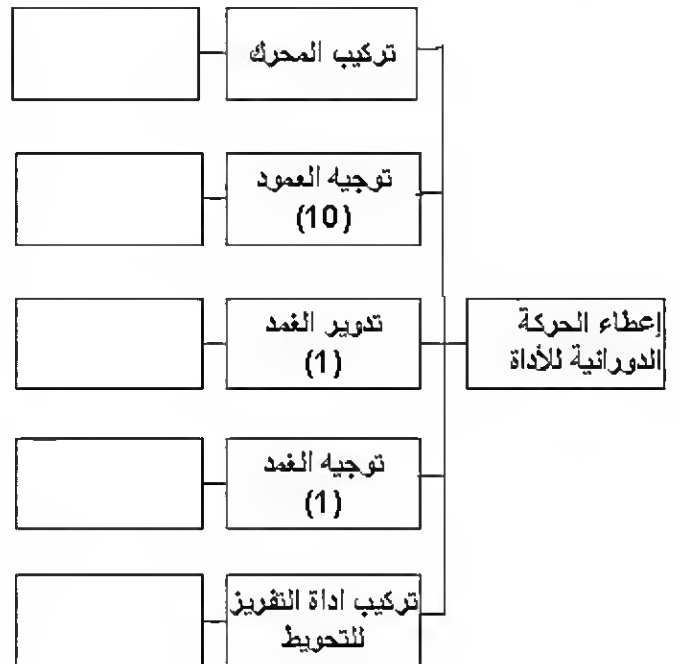 تركيب المحرك
توجيه العمود
(10)
إعطاء الحركة
الدورانية للأداة
تدوير الغمد
(1)
توجيه الغمد
(1)
تركيب اداة التفريز
للتحويط